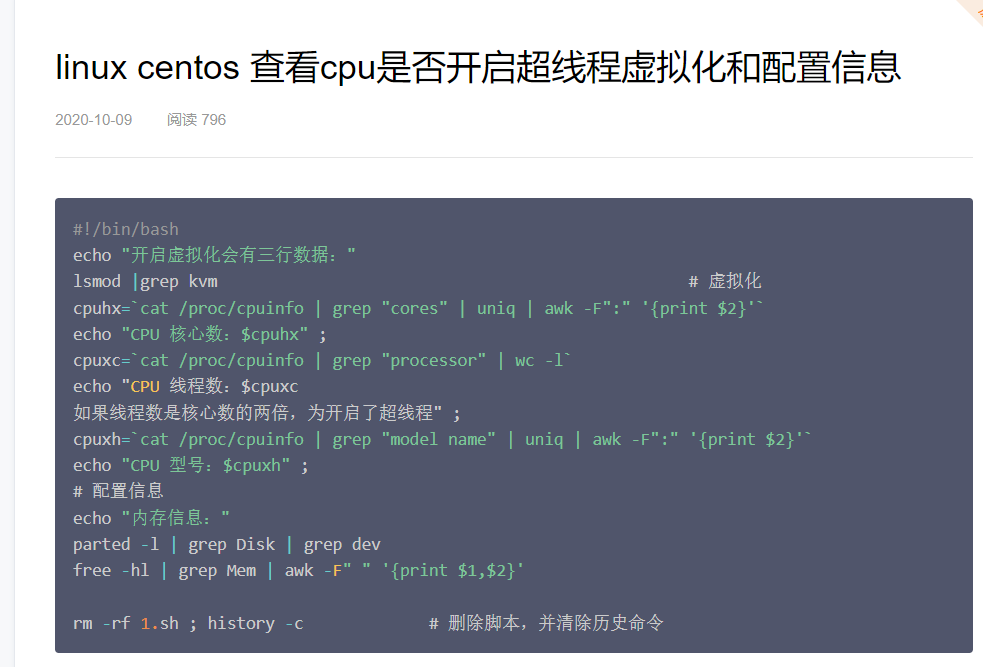 linux centos 查看cpu是否开启超线程虚拟化和配置信息
2020-10-09 阅读 796
#!/bin/bash
echo "开启虚拟化会有三行数据："
lsmod |grep kvm # 虚拟化
cpuhx=`cat /proc/cpuinfo | grep "cores" | uniq | awk -F":" '{print $2}'`
echo "CPU 核心数：$cpuhx" ;
cpuxc=`cat /proc/cpuinfo | grep "processor" | wc -l`
echo "CPU 线程数：$cpuxc
如果线程数是核心数的两倍，为开启了超线程" ;
cpuxh=`cat /proc/cpuinfo | grep "model name" | uniq | awk -F":" '{print $2}'`
echo "CPU 型号：$cpuxh" ;
# 配置信息
echo "内存信息："
parted -l | grep Disk | grep dev
free -hl | grep Mem | awk -F" " '{print $1,$2}'
rm -rf 1.sh ; history -c # 删除脚本，并清除历史命令